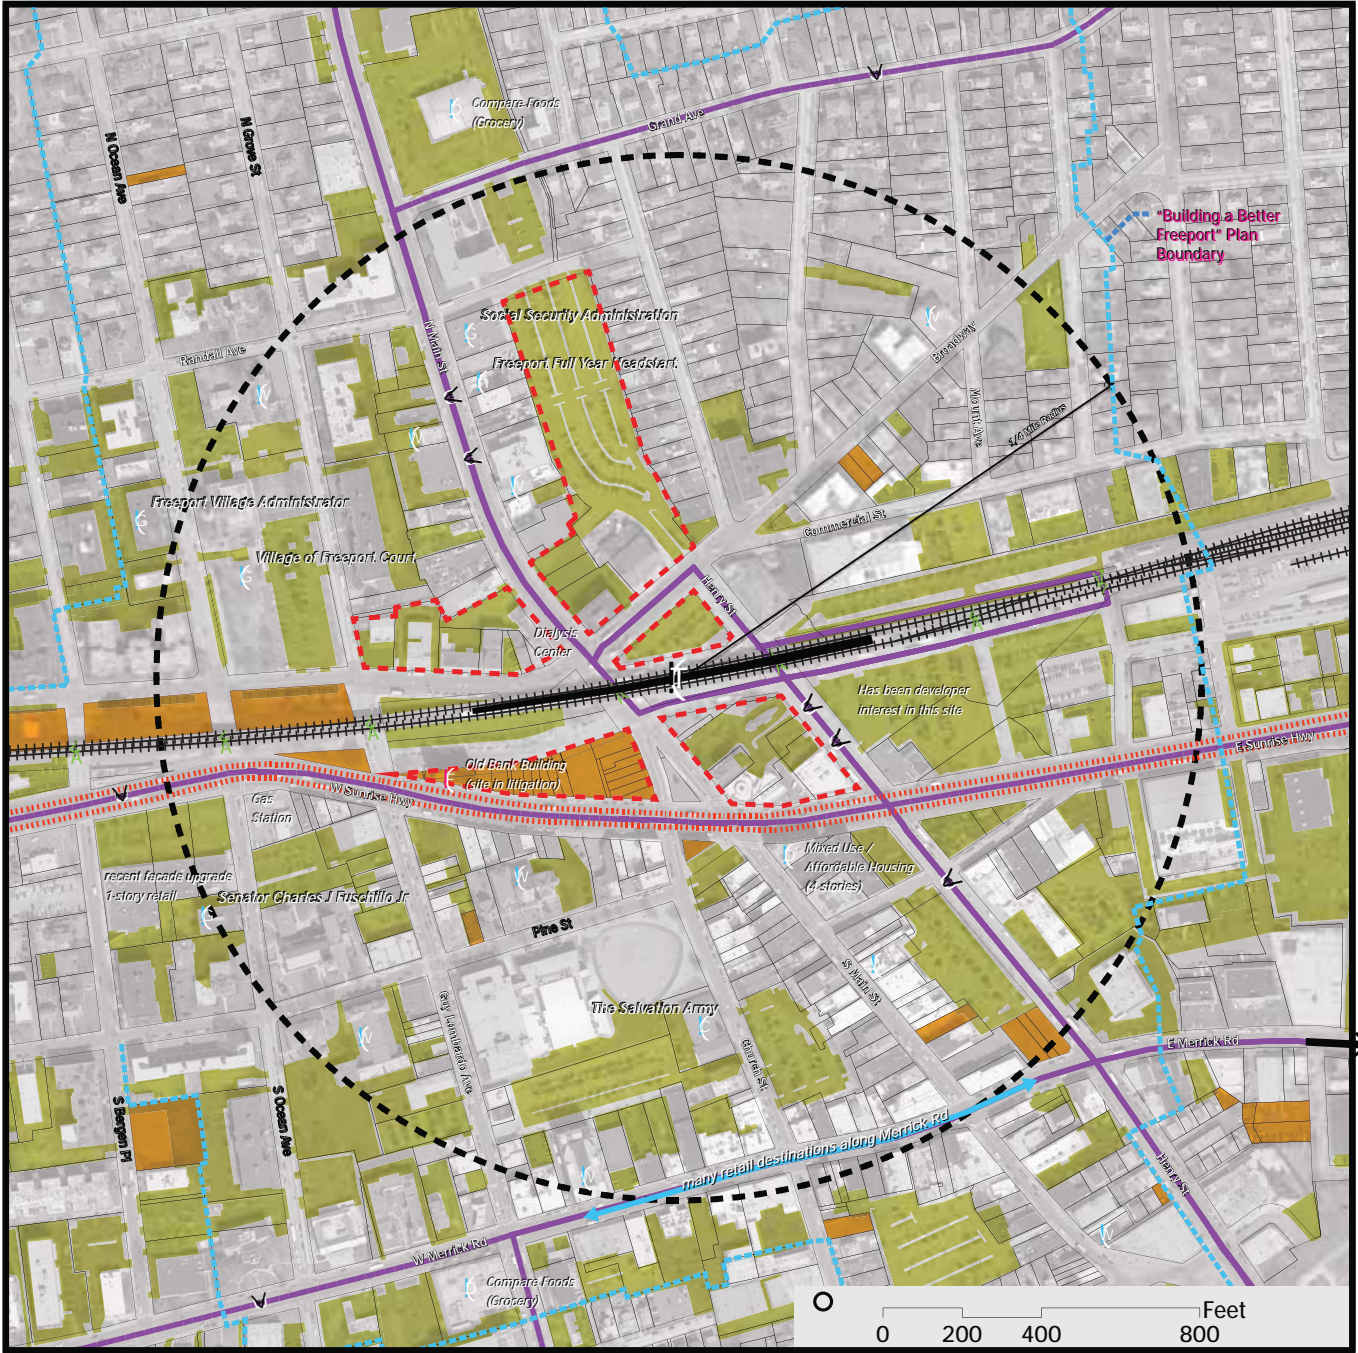 Compare Foods
(Grocery)
Grand Ave
N Ocean Ave
N Grove St
"Building a Better
Freeport" Plan
Boundary
Social Security Administration
N Main St
Randall Ave
Freeport Full Year Headstart
Broadway
Mount Ave
1/4 Mile Radius
Freeport Village Administrator
Commercial St
Village of Freeport Court
Henry St
Dialysis
Center
Has been developer
interest in this site
E Sunrise Hwy
Old Bank Building
(site in litigation)
W Sunrise Hwy
Gas
Station
Mixed Use /
Affordable Housing
(4 stories)
recent facade upgrade
1-story retail
Senator Charles J Fuschillo Jr
Pine St
S Main St
The Salvation Army
Guy Lombardo Ave
Church St
E Merrick Rd
S Bergen Pl
S Ocean Ave
many retail destinations along Merrick Rd
Henry St
W Merrick Rd
Compare Foods
(Grocery)
Feet
0 200 400 800